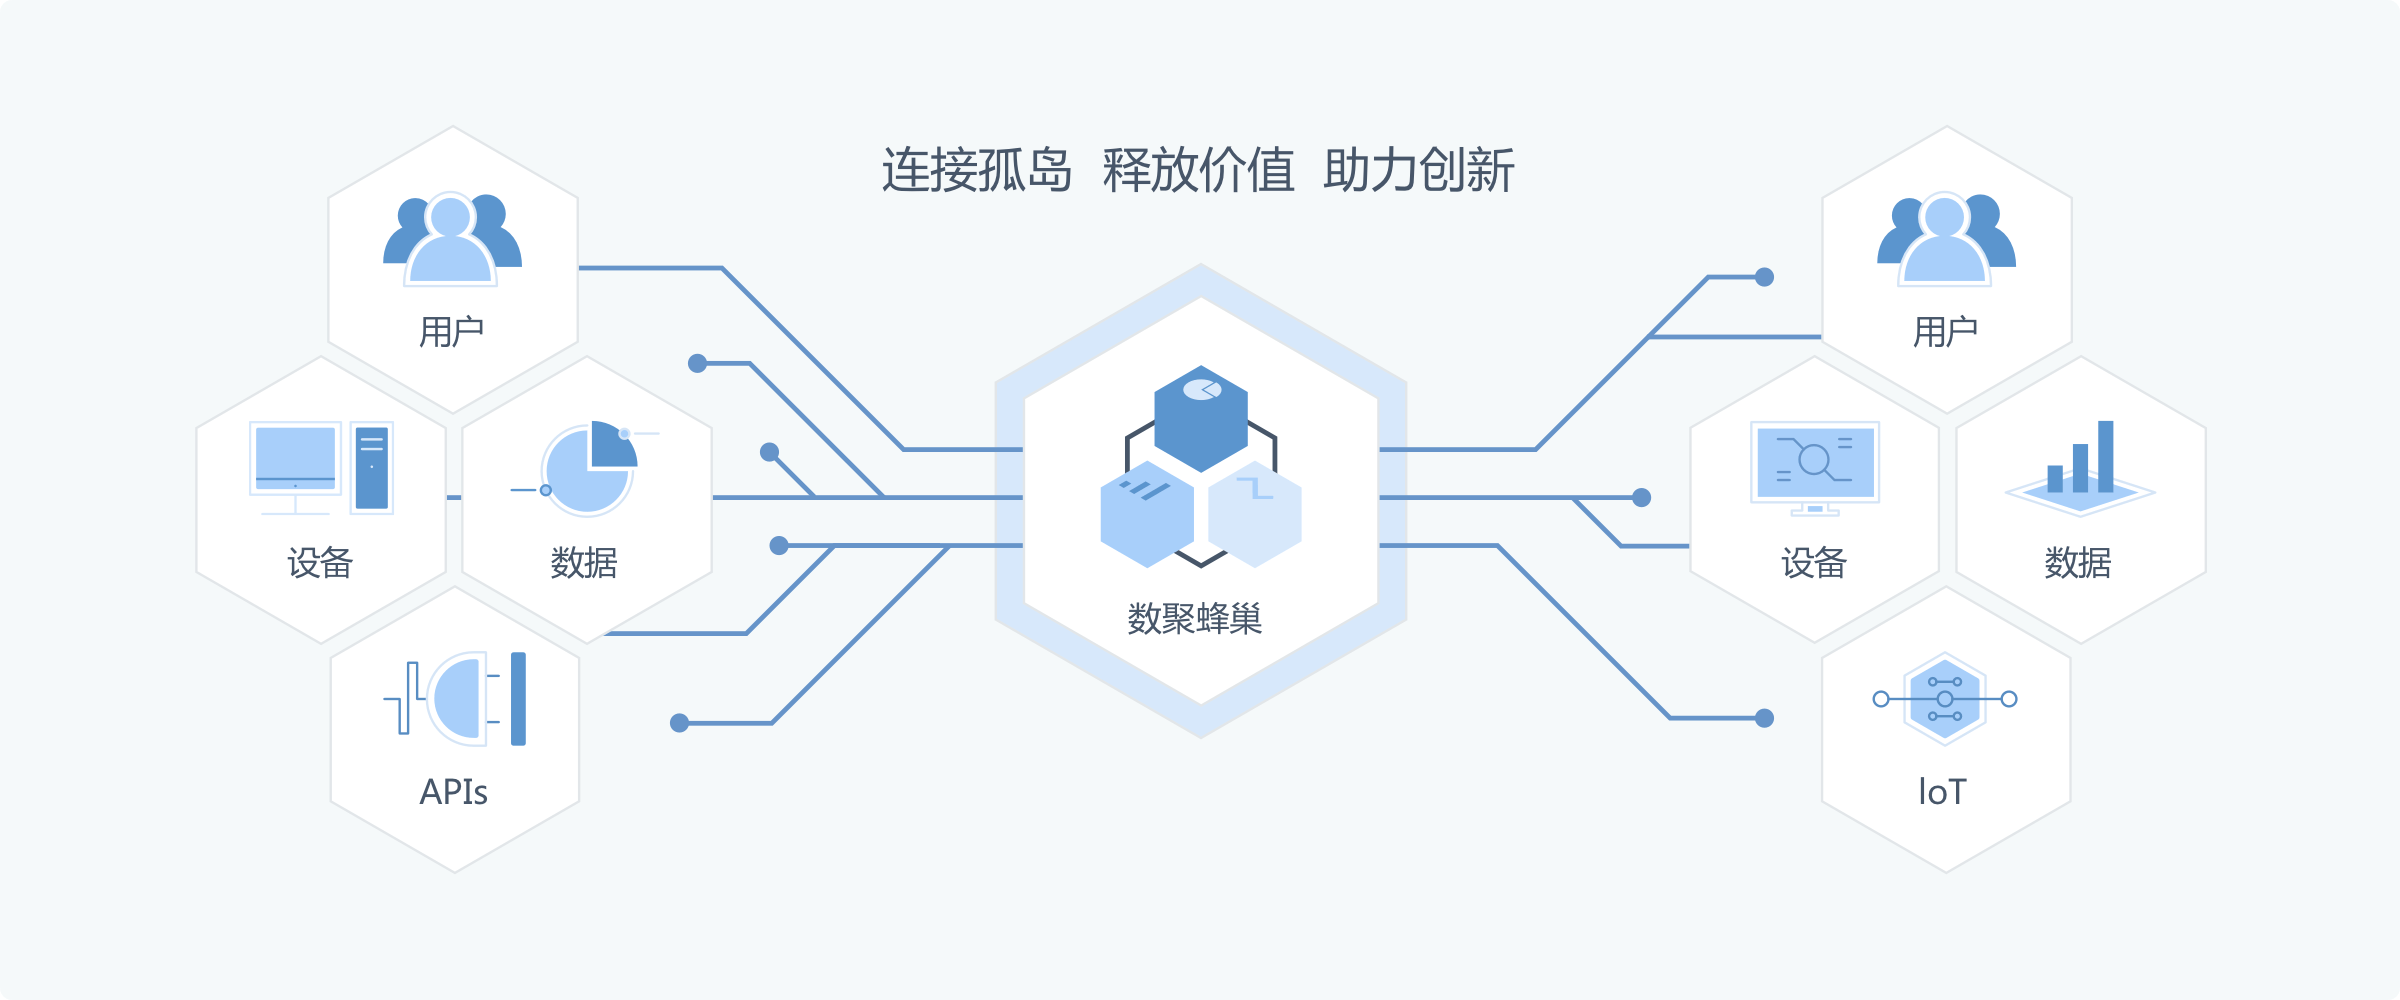 连接孤岛 释放价值 助力创新
用户
设备
数据
APIs
数聚蜂巢
用户
设备
数据
IoT